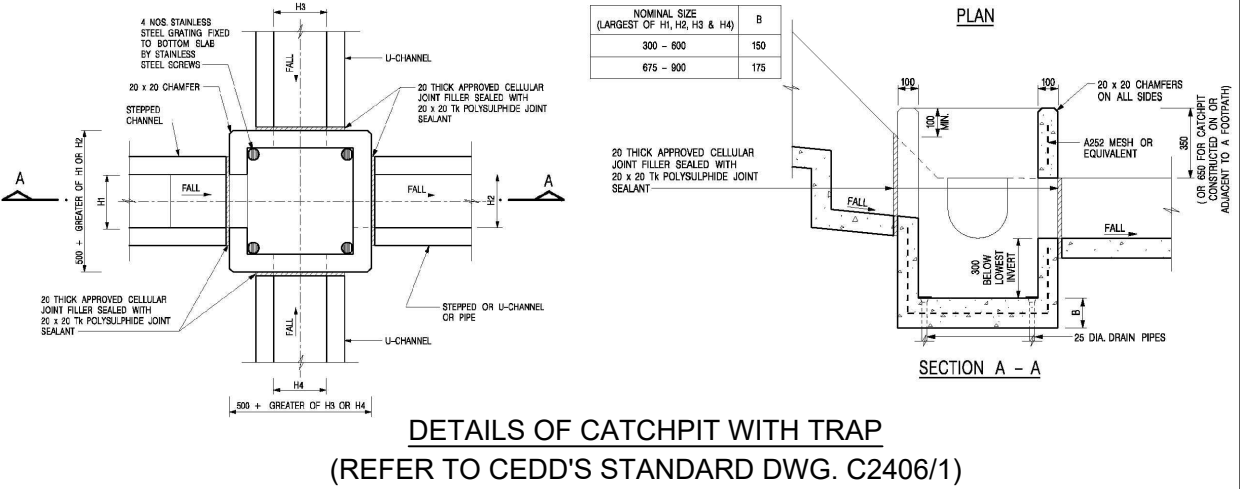 H3
4 NOS. STAINLESS
STEEL GRATING FIXED
TO BOTTOM SLAB
BY STAINLESS
STEEL SCREWS
FALL
U-CHANNEL
20 x 20 CHAMFER
20 THICK APPROVED CELLULAR
JOINT FILLER SEALED WITH
20 x 20 Tk POLYSULPHIDE JOINT
SEALANT
STEPPED
CHANNEL
A
A
500 + GREATER OF H1 OR H2
H1
FALL
FALL
H2
20 THICK APPROVED CELLULAR
JOINT FILLER SEALED WITH
20 x 20 Tk POLYSULPHIDE JOINT
SEALANT
FALL
STEPPED OR U-CHANNEL
OR PIPE
U-CHANNEL
H4
500 + GREATER OF H3 OR H4
NOMINAL SIZE
(LARGEST OF H1, H2, H3 & H4)
B
300 - 600
150
675 - 900
175
PLAN
100
100
20 x 20 CHAMFERS
ON ALL SIDES
100
MIN.
A252 MESH OR
EQUIVALENT
350
(OR 650 FOR CATCHPIT
CONSTRUCTED ON OR
ADJACENT TO A FOOTPATH)
20 THICK APPROVED CELLULAR
JOINT FILLER SEALED WITH
20 x 20 Tk POLYSULPHIDE JOINT
SEALANT
FALL
FALL
300
BELOW
LOWEST
INVERT
B
25 DIA. DRAIN PIPES
SECTION A - A
DETAILS OF CATCHPIT WITH TRAP
(REFER TO CEDD'S STANDARD DWG. C2406/1)